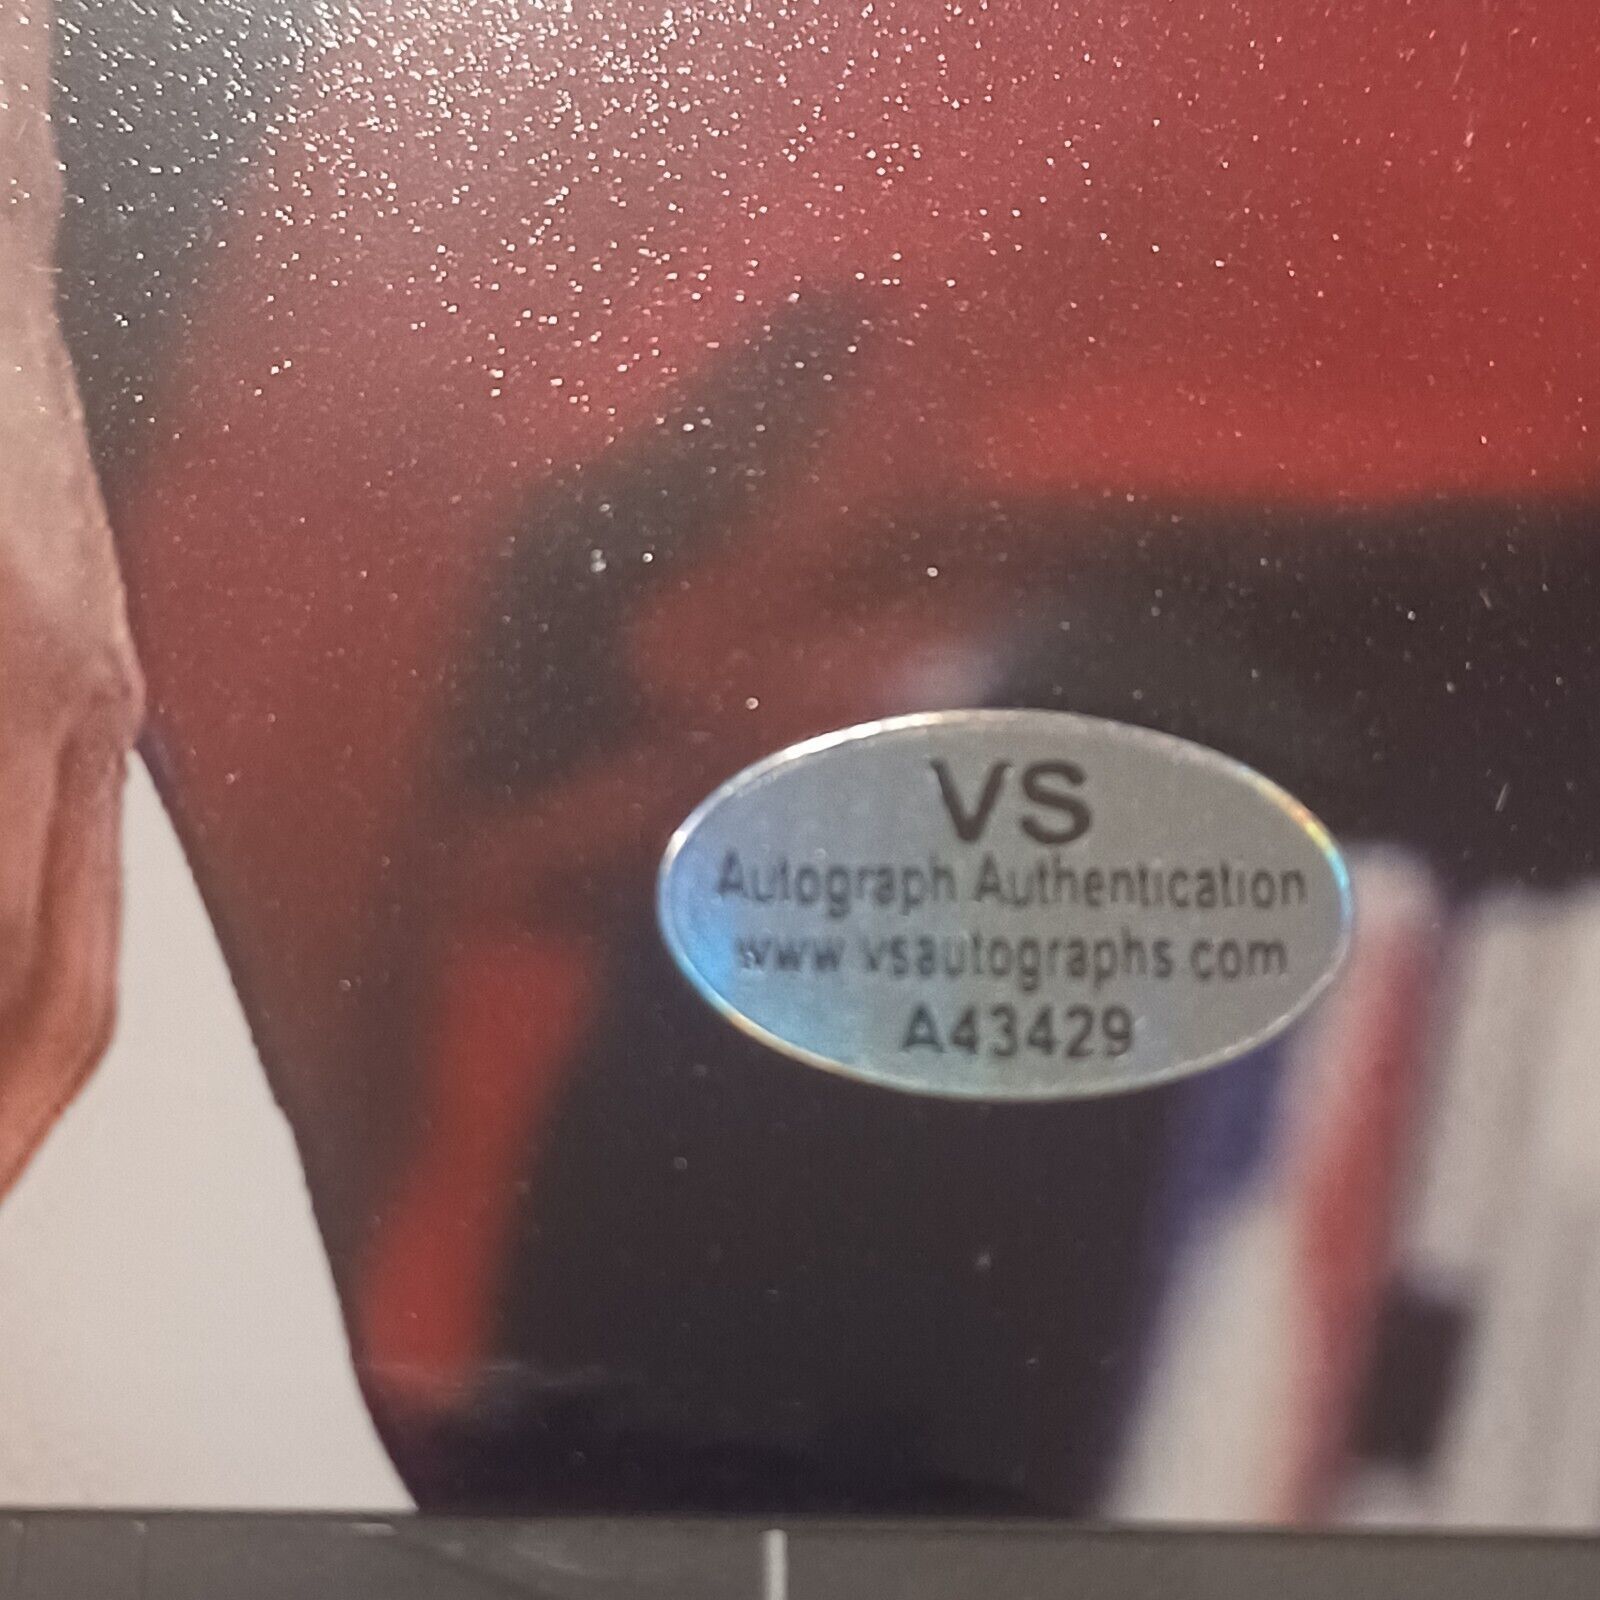 VS
Autograph Authentication
www.vsautographs.com
A43429